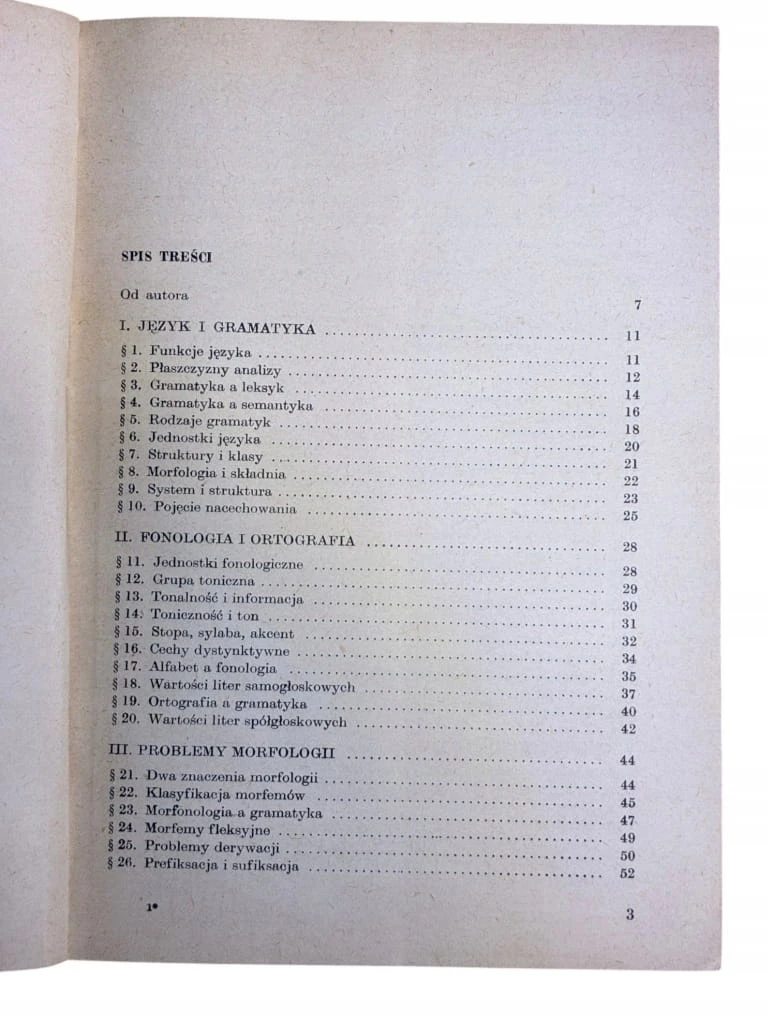 SPIS TREŚCI
Od autora 7
I. JĘZYK I GRAMATYKA 11
§ 1. Funkcje języka 11
§ 2. Płaszczyzny analizy 12
§ 3. Gramatyka a leksyk 14
§ 4. Gramatyka a semantyka 16
§ 5. Rodzaje gramatyk 18
§ 6. Jednostki języka 20
§ 7. Struktury i klasy 21
§ 8. Morfologia i składnia 22
§ 9. System i struktura 23
§ 10. Pojęcie nacechowania 25
II. FONOLOGIA I ORTOGRAFIA 28
§ 11. Jednostki fonologiczne 28
§ 12. Grupa toniczna 29
§ 13. Tonalność i informacja 30
§ 14. Toniczność i ton 31
§ 15. Stopa, sylaba, akcent 32
§ 16. Cechy dystynktywne 34
§ 17. Alfabet a fonologia 35
§ 18. Wartości liter samogłoskowych 37
§ 19. Ortografia a gramatyka 40
§ 20. Wartości liter spółgłoskowych 42
III. PROBLEMY MORFOLOGII 44
§ 21. Dwa znaczenia morfologii 44
§ 22. Klasyfikacja morfemów 45
§ 23. Morfonologia a gramatyka 47
§ 24. Morfemy fleksyjne 49
§ 25. Problemy derywacji 50
§ 26. Prefiksacja i sufiksacja 52
1* 3